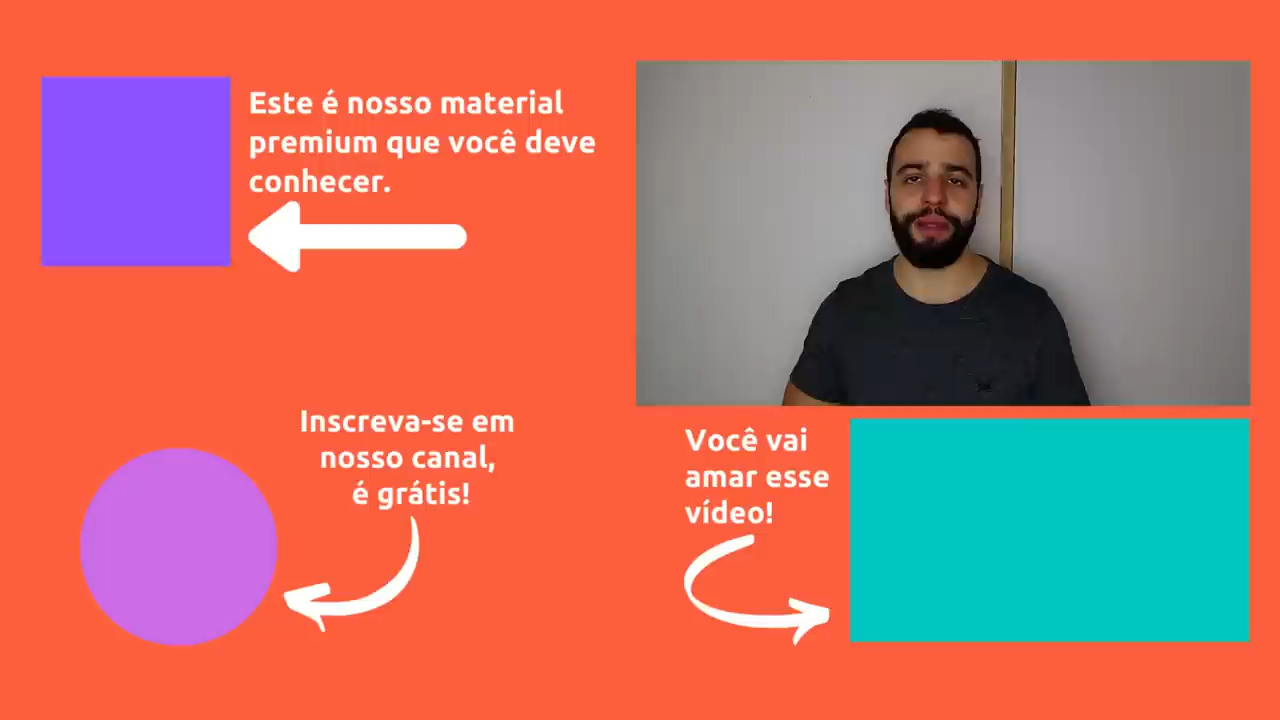 Este é nosso material
premium que você deve
conhecer.
Inscreva-se em
nosso canal,
é grátis!
Você vai
amar esse
vídeo!